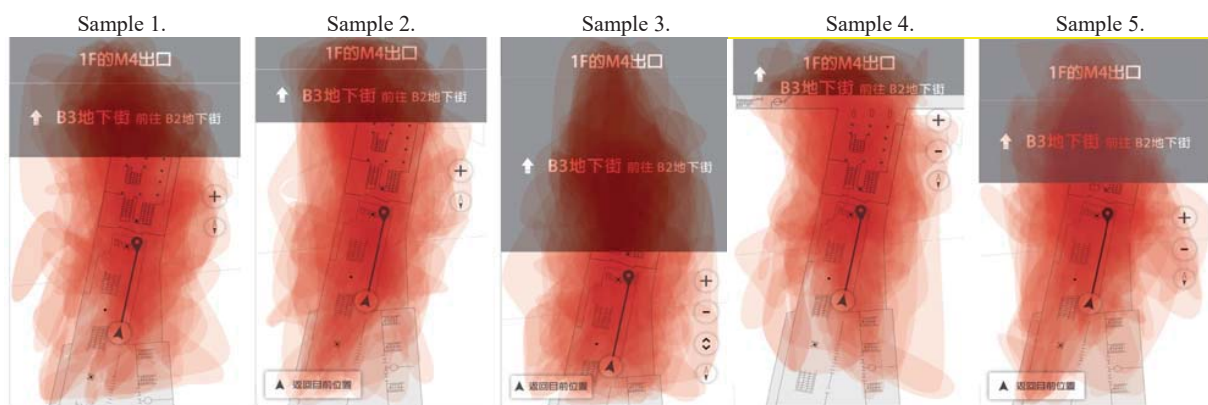 Sample 1.
Sample 2.
Sample 3.
Sample 4.
Sample 5.
1F的M4出口
B3地下街 前往 B2地下街
1F的M4出口
B3地下街 前往 B2地下街
返回目前位置
1F的M4出口
B3地下街 前往 B2地下街
返回目前位置
1F的M4出口
B3地下街 前往 B2地下街
1F的M4出口
B3地下街 前往 B2地下街
返回目前位置